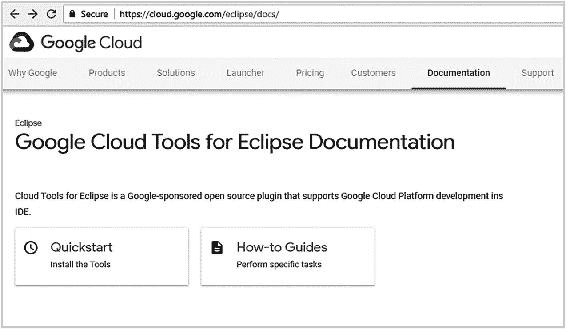 Secure | https://cloud.google.com/eclipse/docs/
Google Cloud
Why Google Products Solutions Launcher Pricing Customers Documentation Support
Eclipse
Google Cloud Tools for Eclipse Documentation
Cloud Tools for Eclipse is a Google-sponsored open source plugin that supports Google Cloud Platform development ins
IDE.
Quickstart How-to Guides
Install the Tools Perform specific tasks